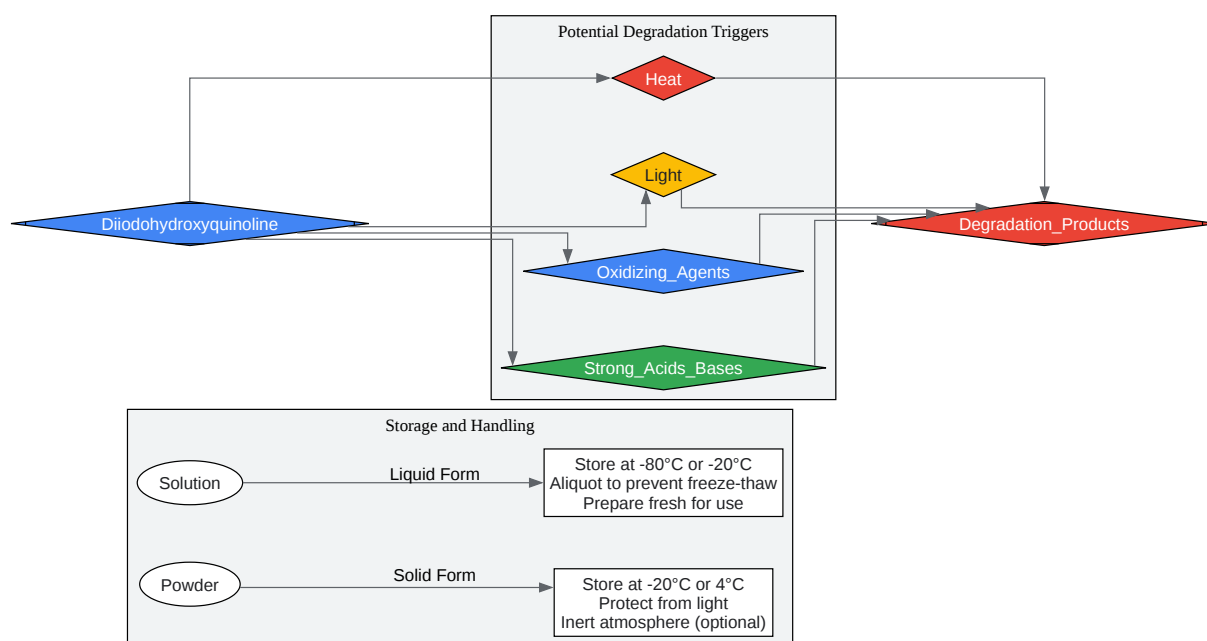 Potential Degradation Triggers
Heat
Light
Diiodohydroxyquinoline
Degradation_Products
Oxidizing_Agents
Strong_Acids_Bases
Storage and Handling
Solution
Liquid Form
Store at -80°C or -20°C
Aliquot to prevent freeze-thaw
Prepare fresh for use
Powder
Solid Form
Store at -20°C or 4°C
Protect from light
Inert atmosphere (optional)